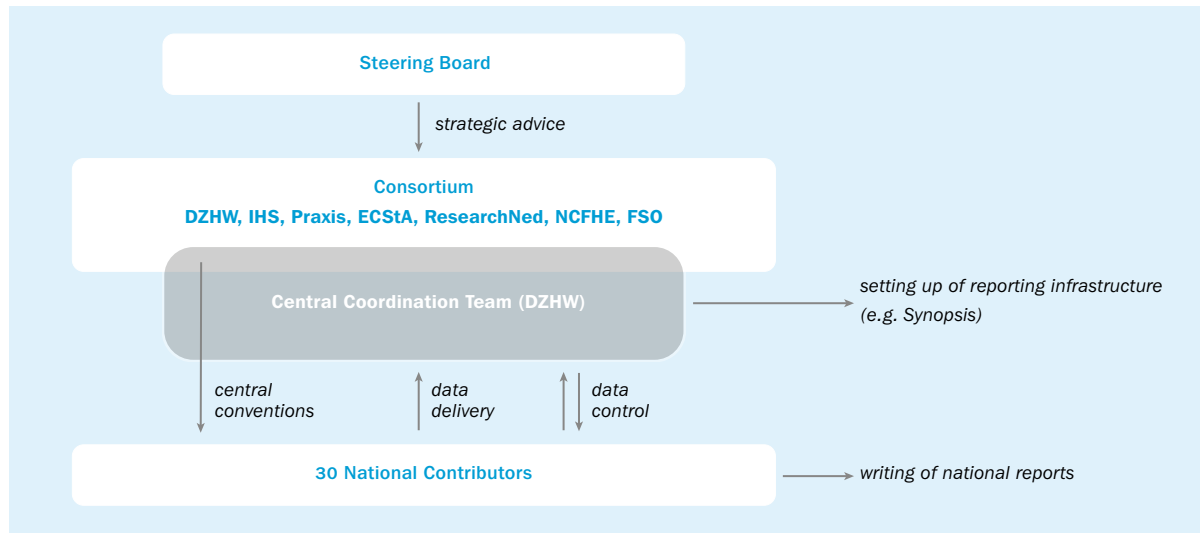 Steering Board
strategic advice
Consortium
DZHW, IHS, Praxis, ECStA, ResearchNed, NCFHE, FSO
Central Coordination Team (DZHW)
setting up of reporting infrastructure
(e.g. Synopsis)
central
conventions
data
delivery
data
control
30 National Contributors
writing of national reports